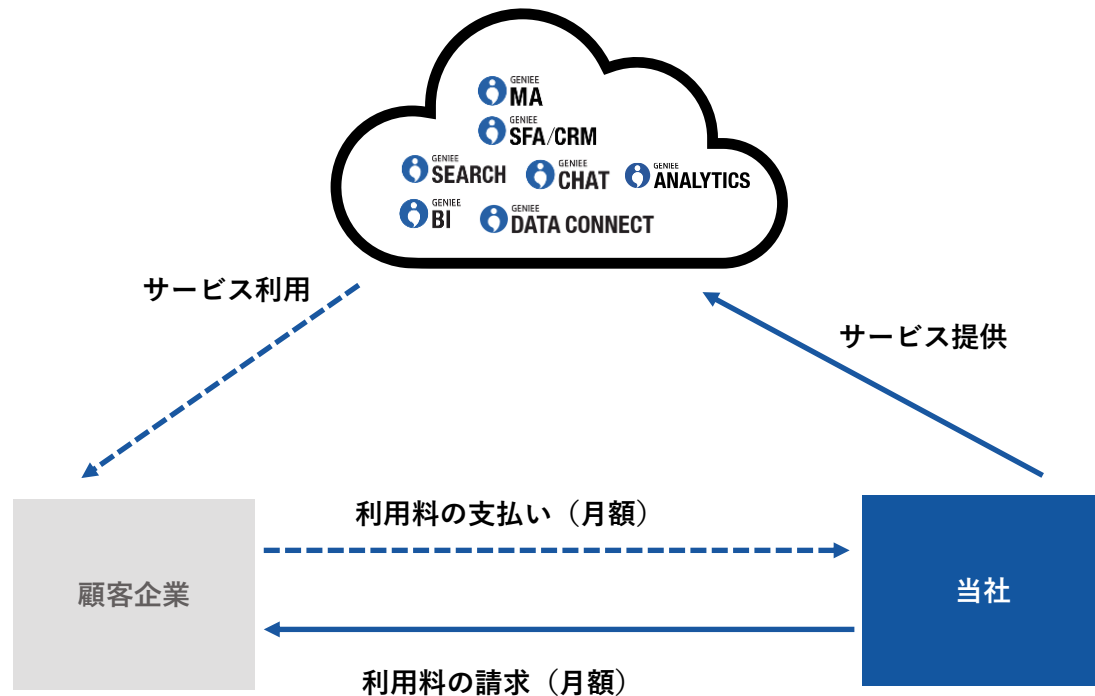 GENIEE
MA
GENIEE
SFA/CRM
GENIEE
SEARCH
GENIEE
CHAT
GENIEE
ANALYTICS
GENIEE
BI
GENIEE
DATA CONNECT
サービス利用
サービス提供
利用料の支払い（月額）
顧客企業
当社
利用料の請求（月額）